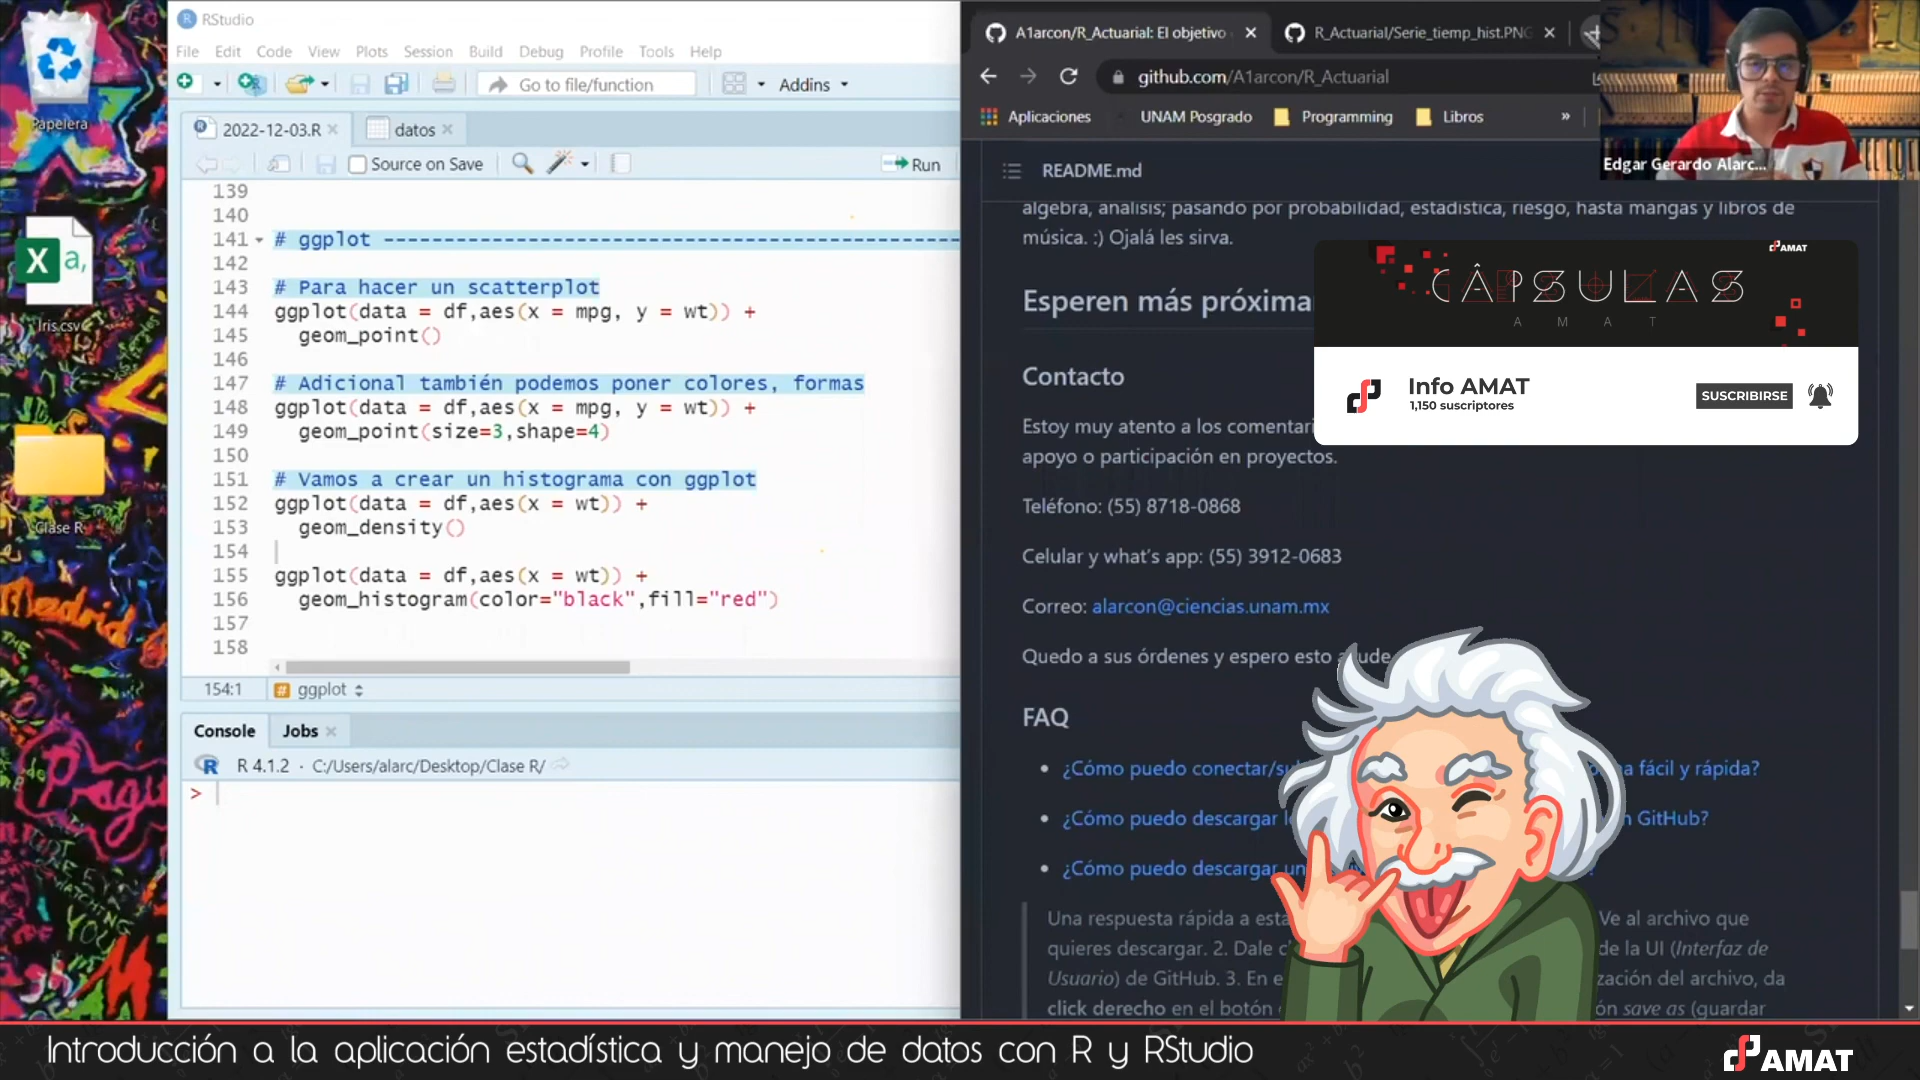 Papelera
a,
Iris.csv
Clase R
RStudio
File Edit Code View Plots Session Build Debug Profile Tools Help
Go to file/function
Addins
2022-12-03.R
datos
Source on Save
Run
139
140
141 # ggplot ---------------------------------------------
142
143 # Para hacer un scatterplot
144 ggplot(data = df,aes(x = mpg, y = wt)) +
145 geom_point()
146
147 # Adicional también podemos poner colores, formas
148 ggplot(data = df,aes(x = mpg, y = wt)) +
149 geom_point(size=3,shape=4)
150
151 # Vamos a crear un histograma con ggplot
152 ggplot(data = df,aes(x = wt)) +
153 geom_density()
154
155 ggplot(data = df,aes(x = wt)) +
156 geom_histogram(color="black",fill="red")
157
158
154:1 # ggplot
Console Jobs
R 4.1.2 · C:/Users/alarc/Desktop/Clase R/
>
A1arcon/R_Actuarial: El objetivo
R_Actuarial/Serie_tiemp_hist.PNG
github.com/A1arcon/R_Actuarial
Aplicaciones UNAM Posgrado Programming Libros »
Edgar Gerardo Alarc...
README.md
algebra, análisis; pasando por probabilidad, estadística, riesgo, hasta mangas y libros de
música. :) Ojalá les sirva.
Esperen más próxima
Contacto
Estoy muy atento a los comentari
apoyo o participación en proyectos.
Teléfono: (55) 8718-0868
Celular y what's app: (55) 3912-0683
Correo: alarcon@ciencias.unam.mx
Quedo a sus órdenes y espero esto ayude
FAQ
¿Cómo puedo conectar/su a fácil y rápida?
¿Cómo puedo descargar l n GitHub?
¿Cómo puedo descargar un ?
Una respuesta rápida a esta Ve al archivo que
quieres descargar. 2. Dale c de la UI (Interfaz de
Usuario) de GitHub. 3. En e zación del archivo, da
click derecho en el botón ón save as (guardar
AMAT
CÁPSULAS
AMAT
Info AMAT
1,150 suscriptores
SUSCRIBIRSE
Introducción a la aplicación estadística y manejo de datos con R y RStudio
AMAT